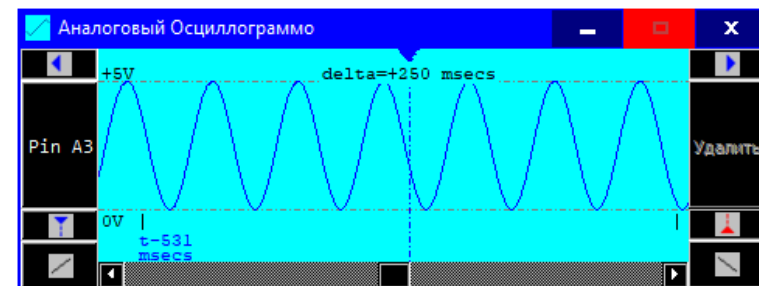 Аналоговый Осциллограммо
+5V
delta=+250 msecs
Pin A3
Удалить
0V
t-531
msecs